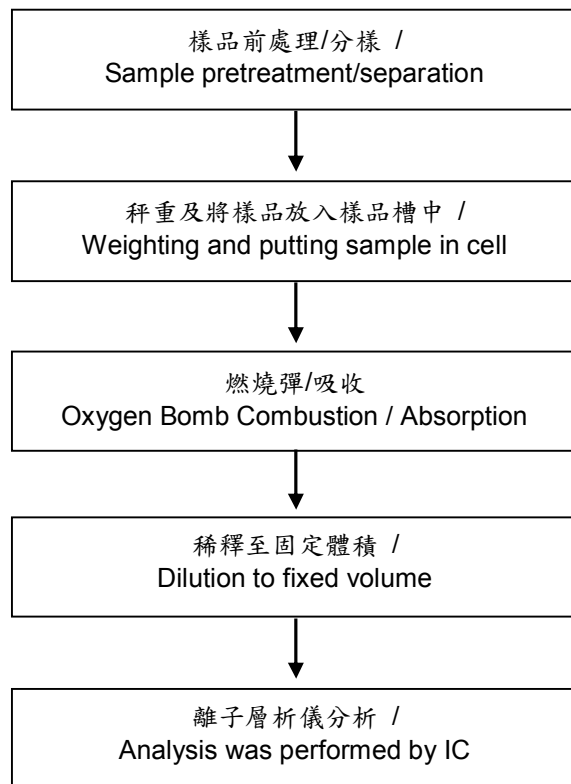 樣品前處理/分樣 /
Sample pretreatment/separation
秤重及將樣品放入樣品槽中 /
Weighting and putting sample in cell
燃燒彈/吸收
Oxygen Bomb Combustion / Absorption
稀釋至固定體積 /
Dilution to fixed volume
離子層析儀分析 /
Analysis was performed by IC